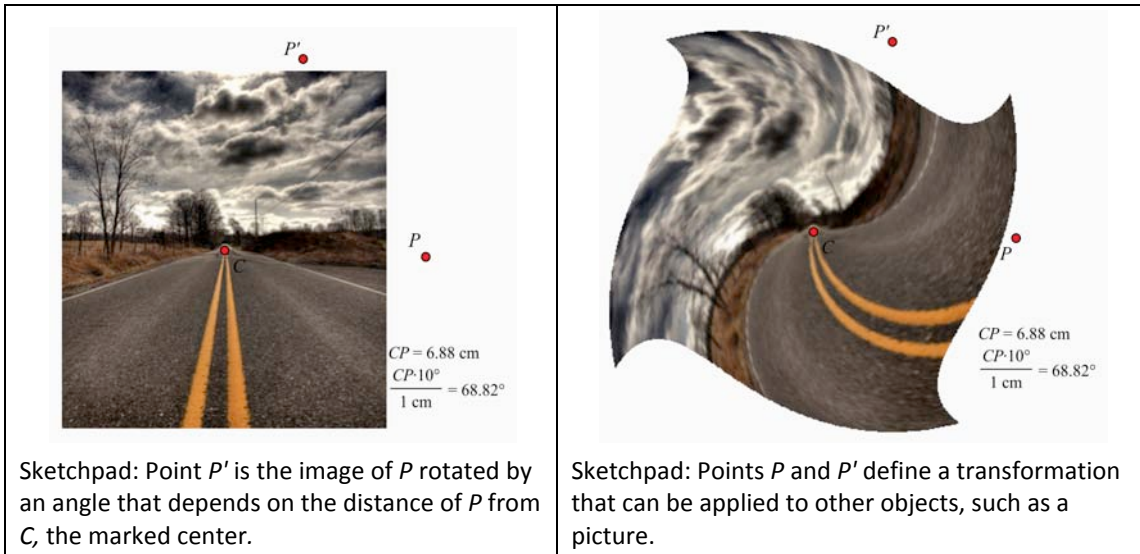 P'
P
C
CP = 6.88 cm
CP·10°
1 cm
= 68.82°
Sketchpad: Point P' is the image of P rotated by
an angle that depends on the distance of P from
C, the marked center.
P'
P
C
CP = 6.88 cm
CP·10°
1 cm
= 68.82°
Sketchpad: Points P and P' define a transformation
that can be applied to other objects, such as a
picture.